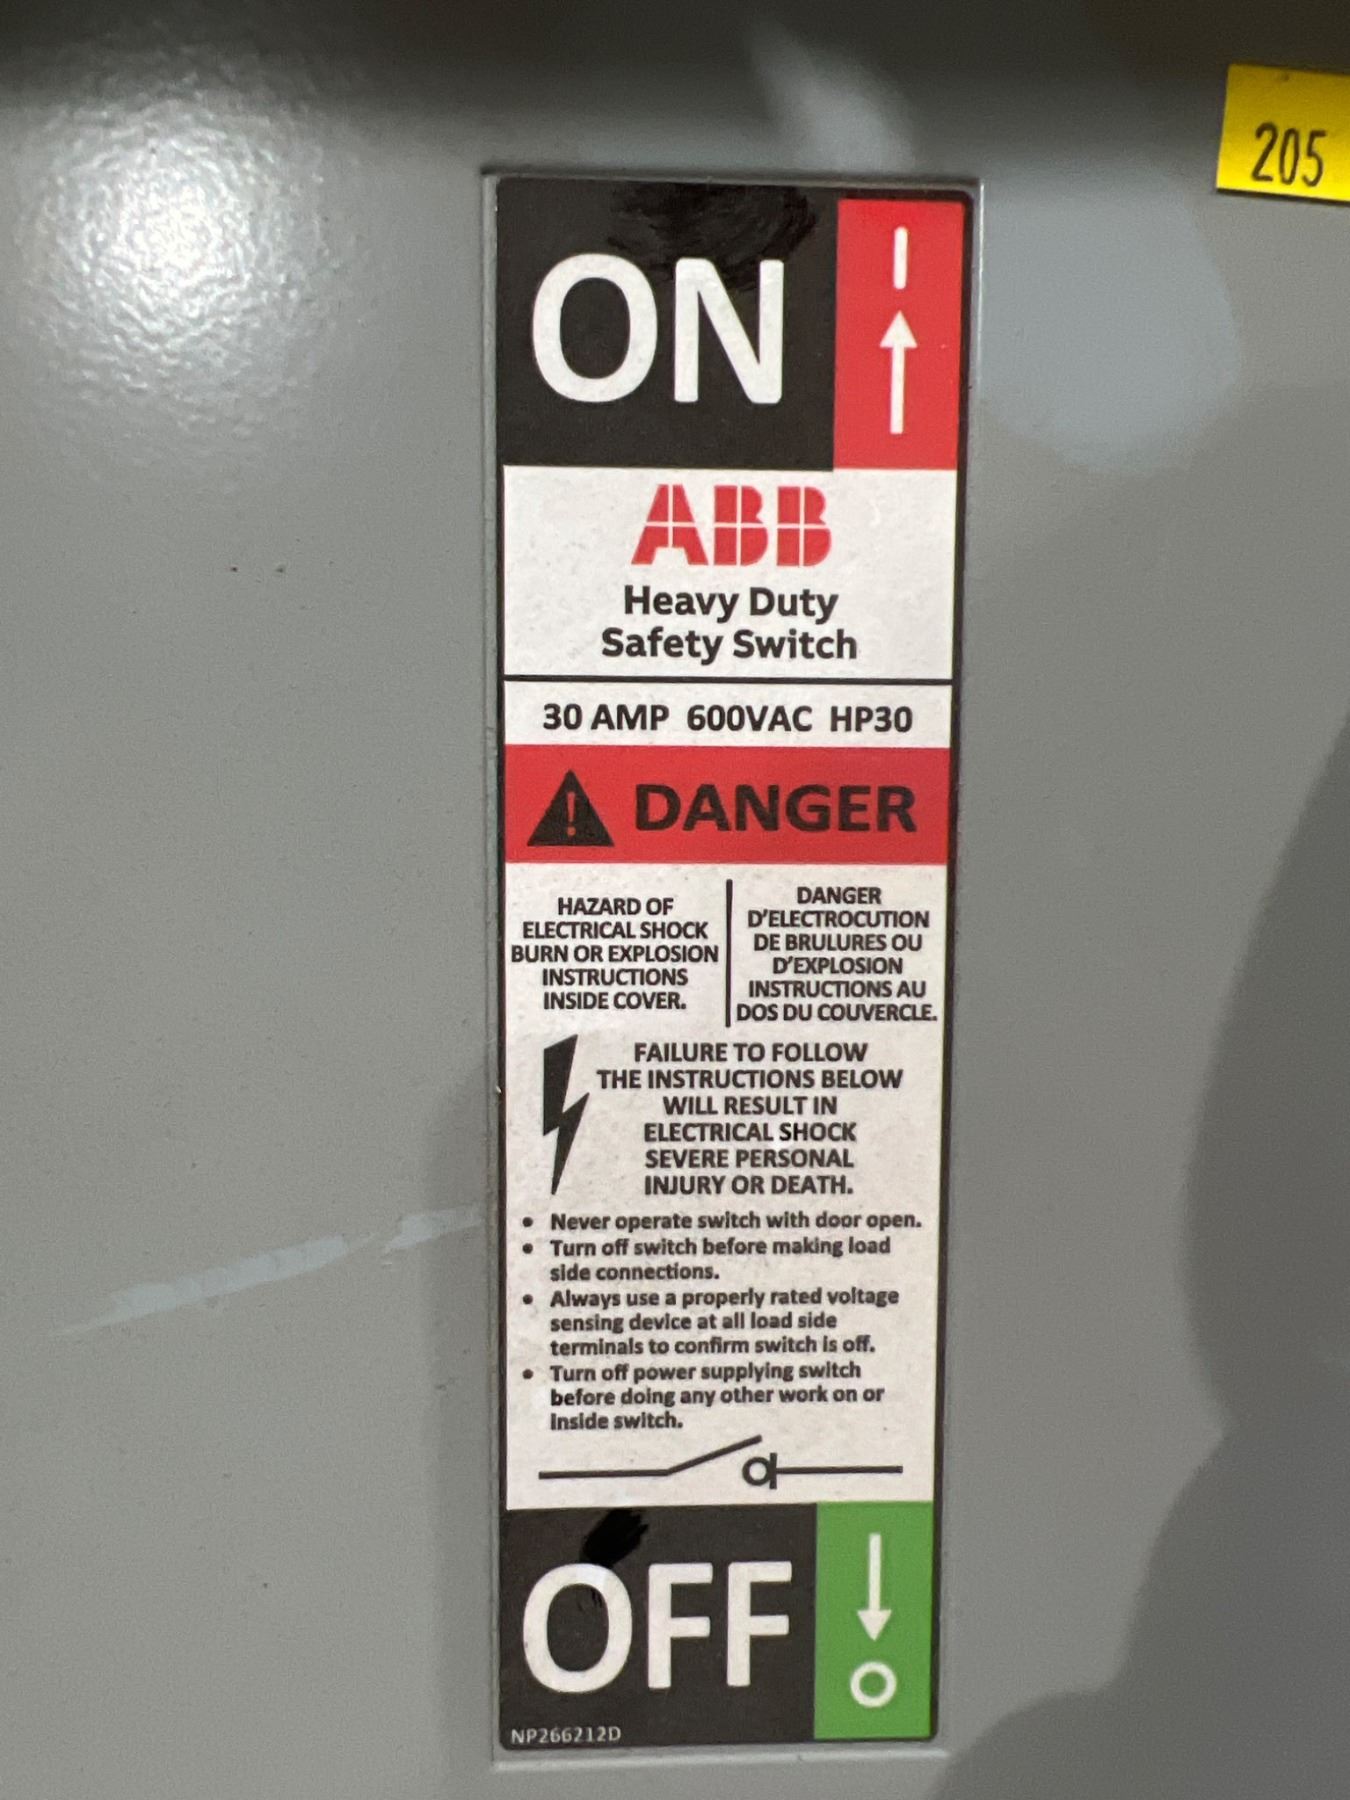 205
ON
ABB
Heavy Duty
Safety Switch
30 AMP 600VAC HP30
DANGER
HAZARD OF
ELECTRICAL SHOCK
BURN OR EXPLOSION
INSTRUCTIONS
INSIDE COVER.
DANGER
D'ELECTROCUTION
DE BRULURES OU
D'EXPLOSION
INSTRUCTIONS AU
DOS DU COUVERCLE.
FAILURE TO FOLLOW
THE INSTRUCTIONS BELOW
WILL RESULT IN
ELECTRICAL SHOCK
SEVERE PERSONAL
INJURY OR DEATH.
• Never operate switch with door open.
• Turn off switch before making load
side connections.
• Always use a properly rated voltage
sensing device at all load side
terminals to confirm switch is off.
• Turn off power supplying switch
before doing any other work on or
inside switch.
OFF
NP266212D